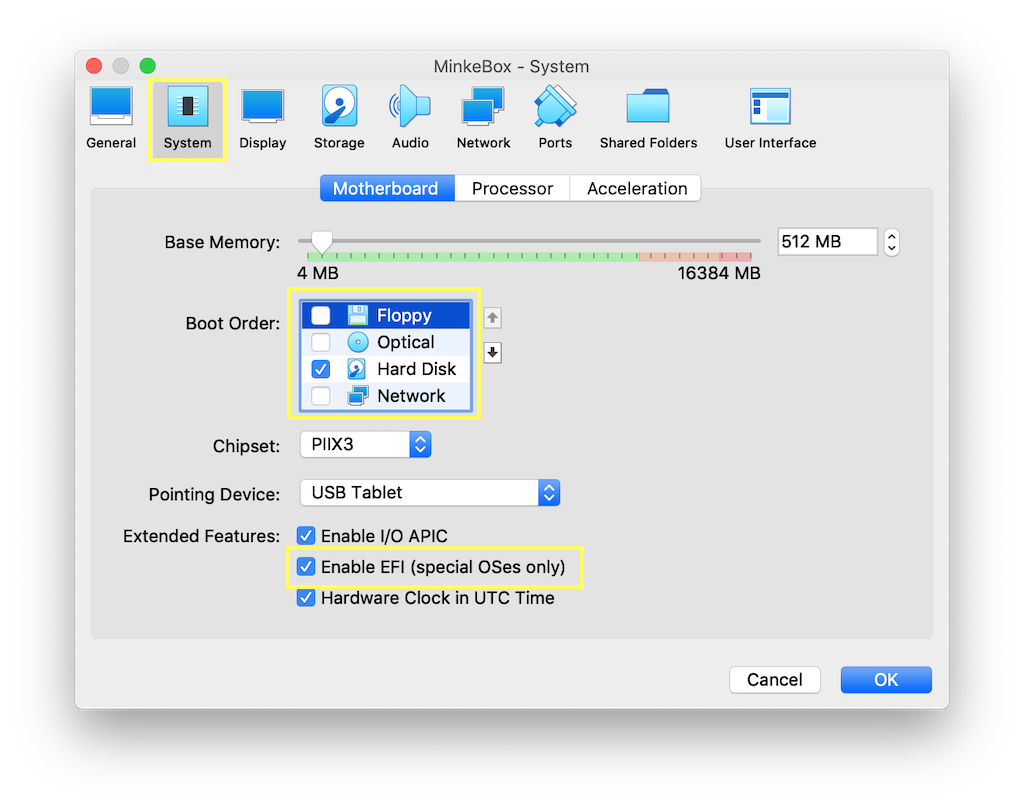 MinkeBox - System
General System Display Storage Audio Network Ports Shared Folders User Interface
Motherboard Processor Acceleration
Base Memory: 512 MB
4 MB 16384 MB
Boot Order: Floppy
Optical
Hard Disk
Network
Chipset: PIIX3
Pointing Device: USB Tablet
Extended Features: Enable I/O APIC
Enable EFI (special OSes only)
Hardware Clock in UTC Time
Cancel OK